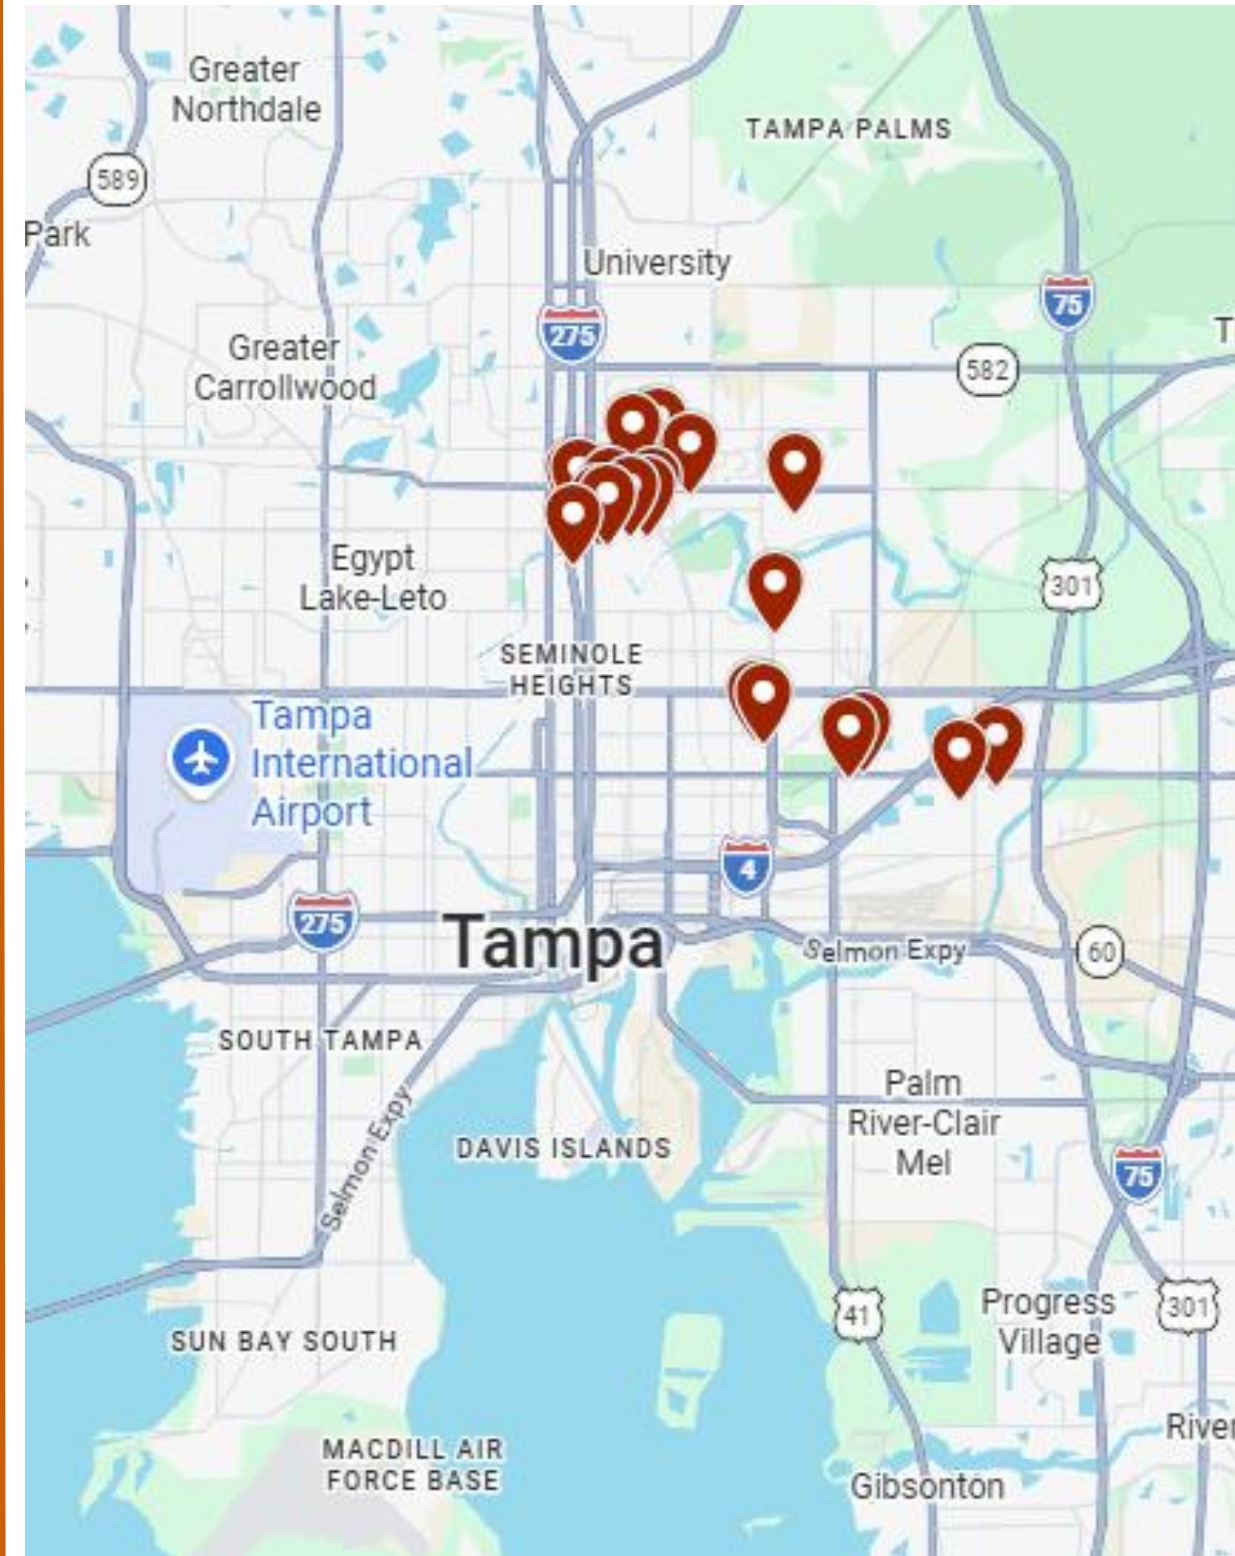 Greater
Northdale
TAMPA PALMS
589
Park
University
275
75
T
Greater
Carrollwood
582
Egypt
Lake-Leto
301
SEMINOLE
HEIGHTS
Tampa
International
Airport
4
275
Tampa
Selmon Expy
60
SOUTH TAMPA
Palm
River-Clair
Mel
Selmon Expy
DAVIS ISLANDS
75
Progress
Village
301
41
SUN BAY SOUTH
River
MACDILL AIR
FORCE BASE
Gibsonton